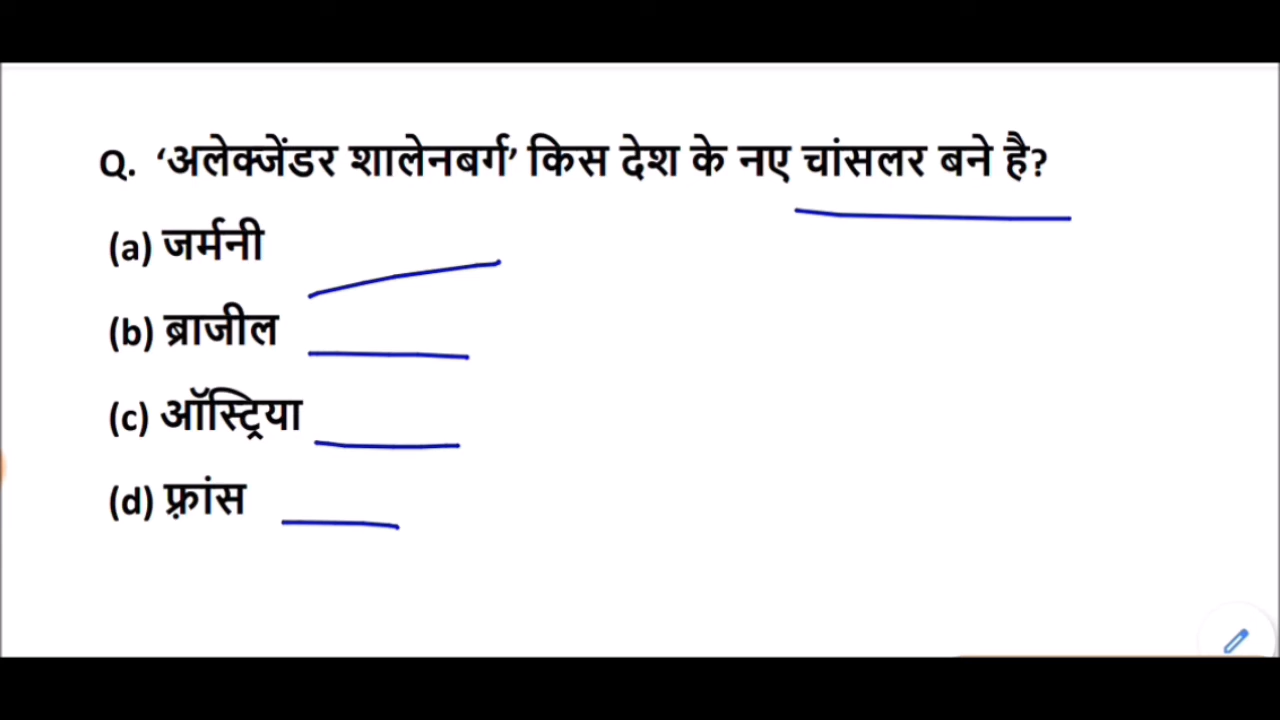 Q. ‘अलेक्जेंडर शालेनबर्ग’ किस देश के नए चांसलर बने है?
(a) जर्मनी
(b) ब्राजील
(c) ऑस्ट्रिया
(d) फ़्रांस